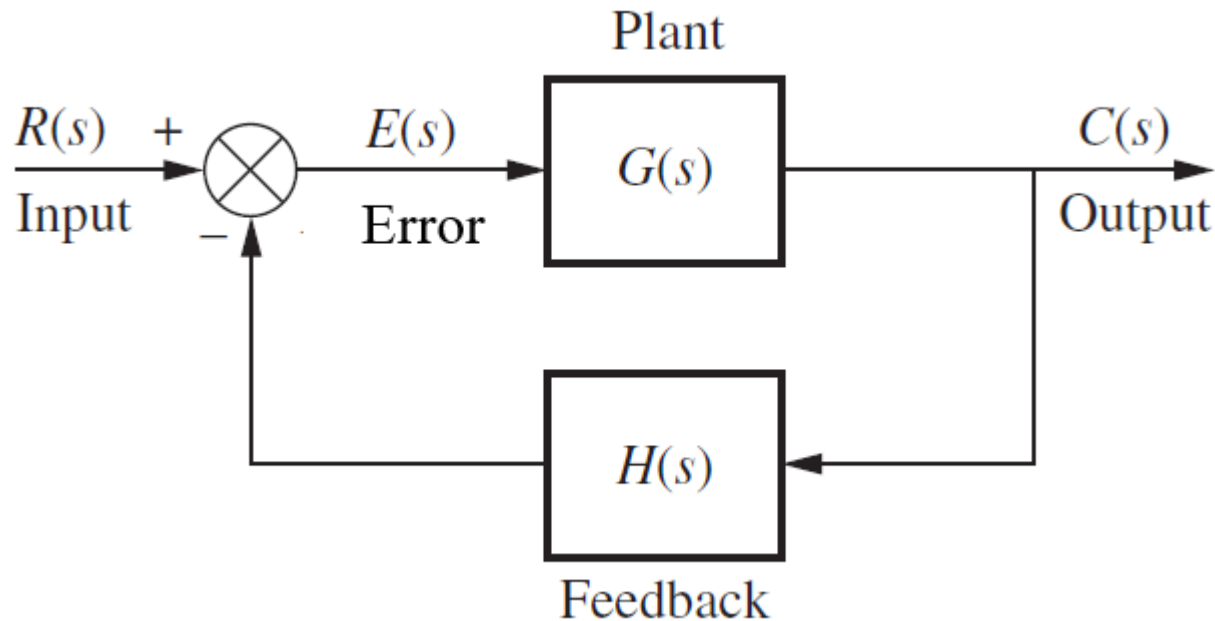 Plant
R(s) + E(s) G(s) C(s)
Input − Error Output
H(s)
Feedback